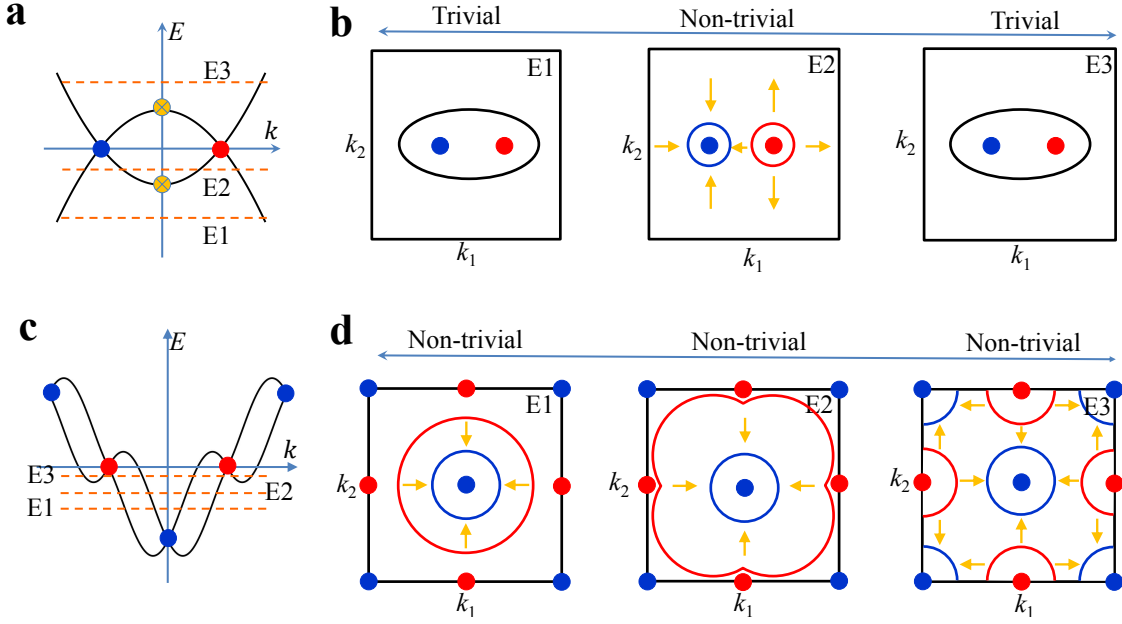 a
E
E3
k
E2
E1
b
Trivial
Non-trivial
Trivial
E1
E2
E3
k2
k2
k2
k1
k1
k1
c
E
k
E3
E2
E1
d
Non-trivial
Non-trivial
Non-trivial
E1
E2
E3
k2
k2
k2
k1
k1
k1